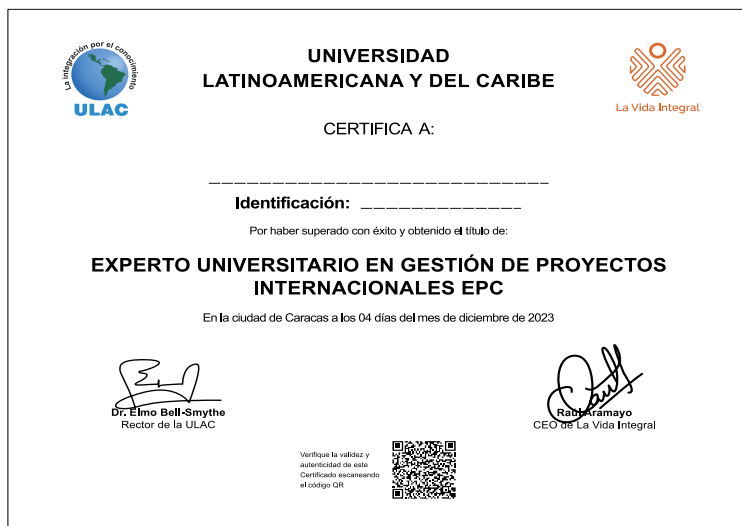 La integración por el conocimiento
ULAC
UNIVERSIDAD
LATINOAMERICANA Y DEL CARIBE
La Vida Integral
CERTIFICA A:
___________________________
Identificación: _____________
Por haber superado con éxito y obtenido el título de:
EXPERTO UNIVERSITARIO EN GESTIÓN DE PROYECTOS
INTERNACIONALES EPC
En la ciudad de Caracas a los 04 días del mes de diciembre de 2023
Dr. Elmo Bell-Smythe
Rector de la ULAC
Raúl Aramayo
CEO de La Vida Integral
Verifique la validez y
autenticidad de este
Certificado escaneando
el código QR